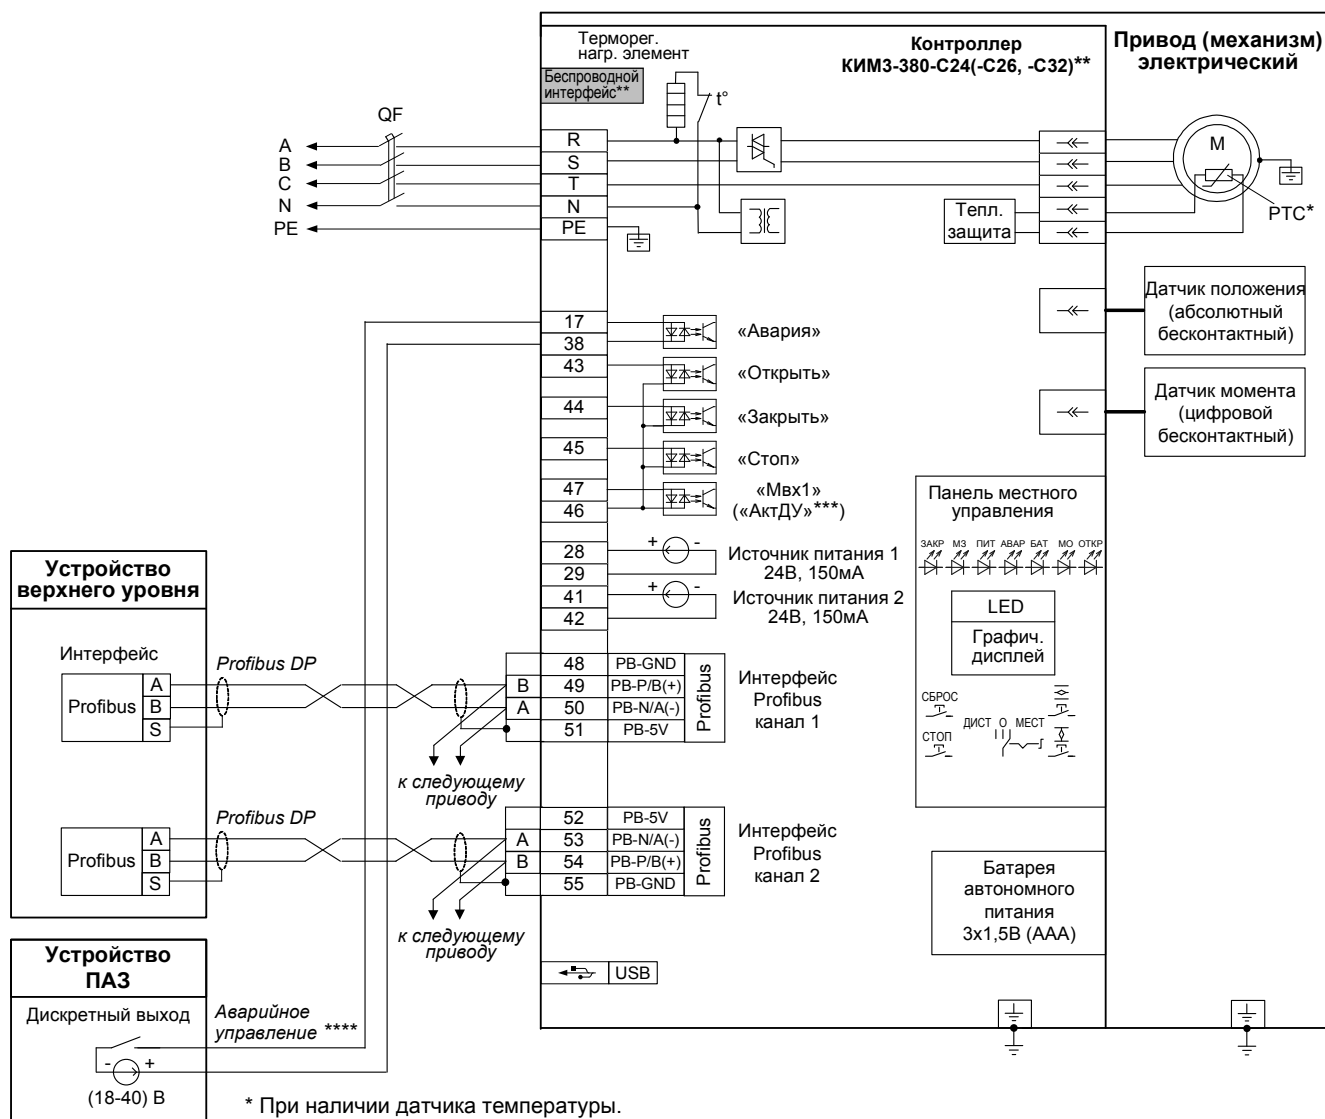 Терморег.
нагр. элемент
Беспроводной
интерфейс**
Контроллер
КИМ3-380-С24(-С26, -С32)**
Привод (механизм)
электрический
t°
QF
A
B
C
N
PE
R
S
T
N
PE
Тепл.
защита
M
PTC*
Датчик положения
(абсолютный
бесконтактный)
Датчик момента
(цифровой
бесконтактный)
17
38
43
44
45
47
46
«Авария»
«Открыть»
«Закрыть»
«Стоп»
«Мвх1»
(«АктДУ»***)
28
29
41
42
+ -
Источник питания 1
24В, 150мА
+ -
Источник питания 2
24В, 150мА
Панель местного
управления
ЗАКР МЗ ПИТ АВАР БАТ МО ОТКР
LED
Графич.
дисплей
СБРОС
СТОП
ДИСТ О МЕСТ
Устройство
верхнего уровня
Интерфейс
Profibus
A
B
S
Profibus DP
B
A
48 PB-GND
49 PB-P/B(+)
50 PB-N/A(-)
51 PB-5V
Profibus
Интерфейс
Profibus
канал 1
к следующему
приводу
Profibus
A
B
S
Profibus DP
A
B
52 PB-5V
53 PB-N/A(-)
54 PB-P/B(+)
55 PB-GND
Profibus
Интерфейс
Profibus
канал 2
к следующему
приводу
Батарея
автономного
питания
3х1,5В (ААА)
USB
Устройство
ПАЗ
Дискретный выход
- +
(18-40) В
Аварийное
управление ****
* При наличии датчика температуры.